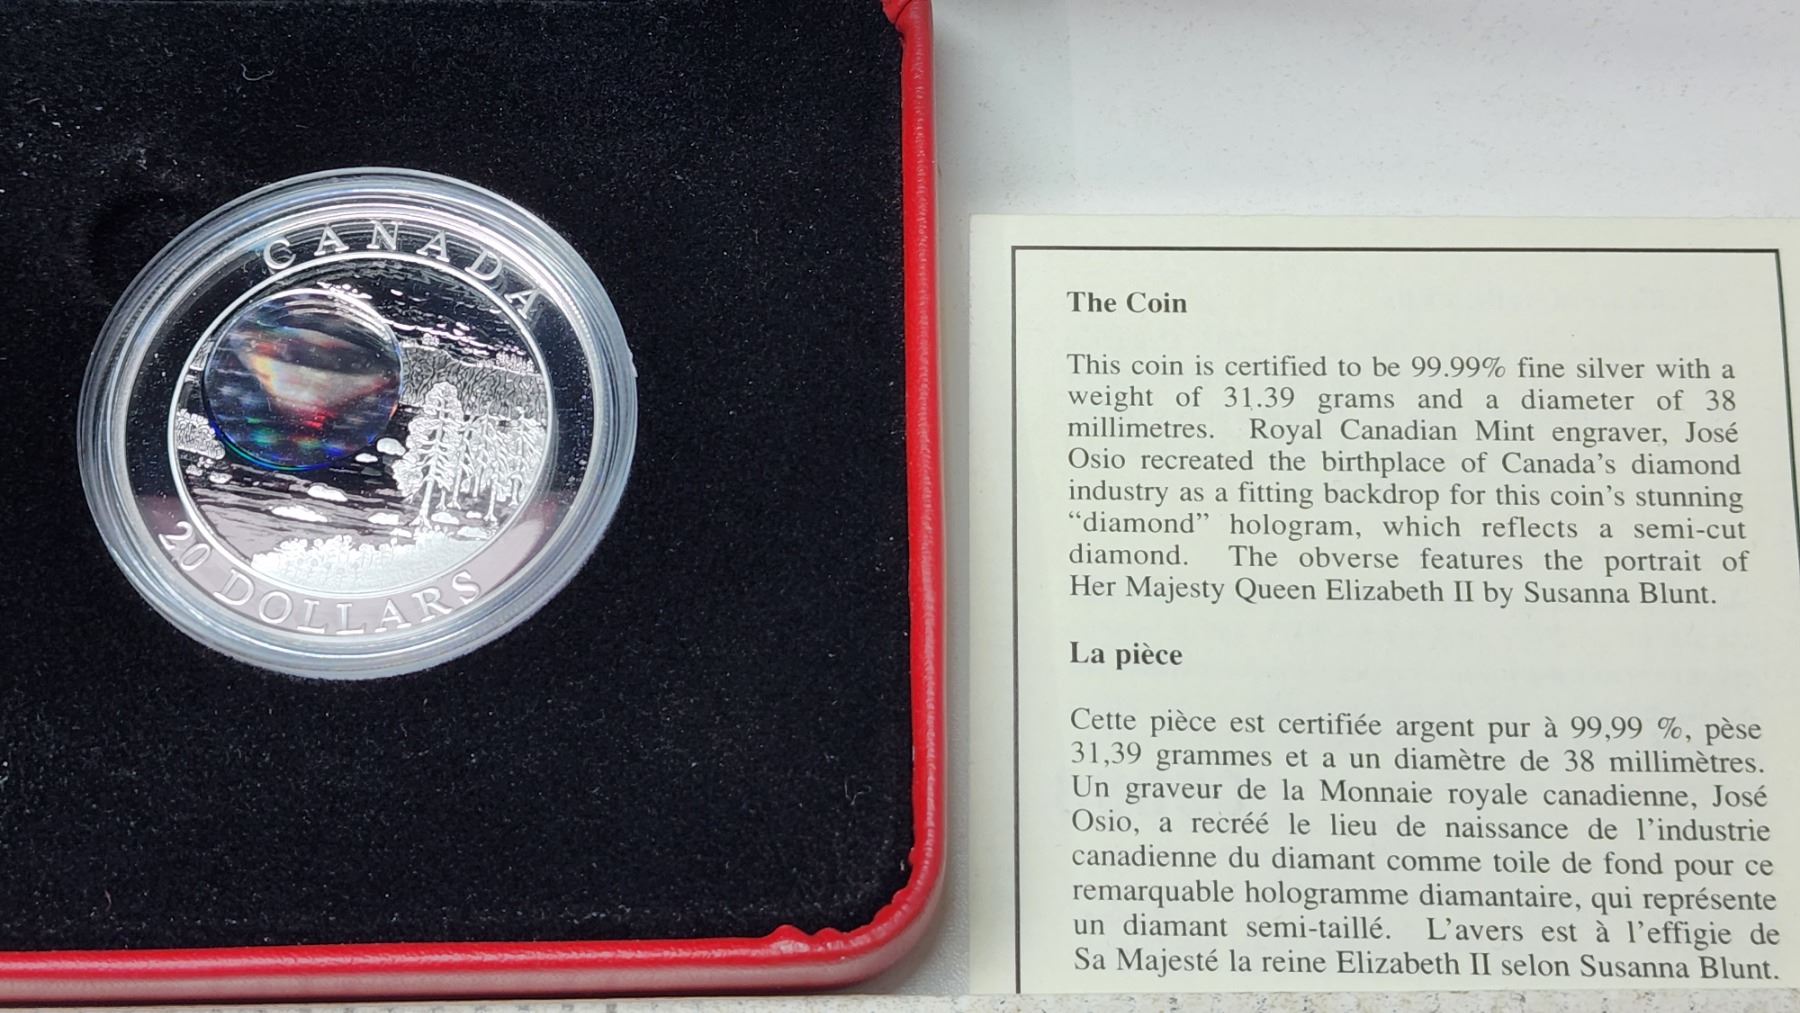 CANADA
20 DOLLARS
The Coin
This coin is certified to be 99.99% fine silver with a
weight of 31.39 grams and a diameter of 38
millimetres. Royal Canadian Mint engraver, José
Osio recreated the birthplace of Canada's diamond
industry as a fitting backdrop for this coin's stunning
"diamond" hologram, which reflects a semi-cut
diamond. The obverse features the portrait of
Her Majesty Queen Elizabeth II by Susanna Blunt.
La pièce
Cette pièce est certifiée argent pur à 99,99 %, pèse
31,39 grammes et a un diamètre de 38 millimètres.
Un graveur de la Monnaie royale canadienne, José
Osio, a recréé le lieu de naissance de l'industrie
canadienne du diamant comme toile de fond pour ce
remarquable hologramme diamantaire, qui représente
un diamant semi-taillé. L'avers est à l'effigie de
Sa Majesté la reine Elizabeth II selon Susanna Blunt.